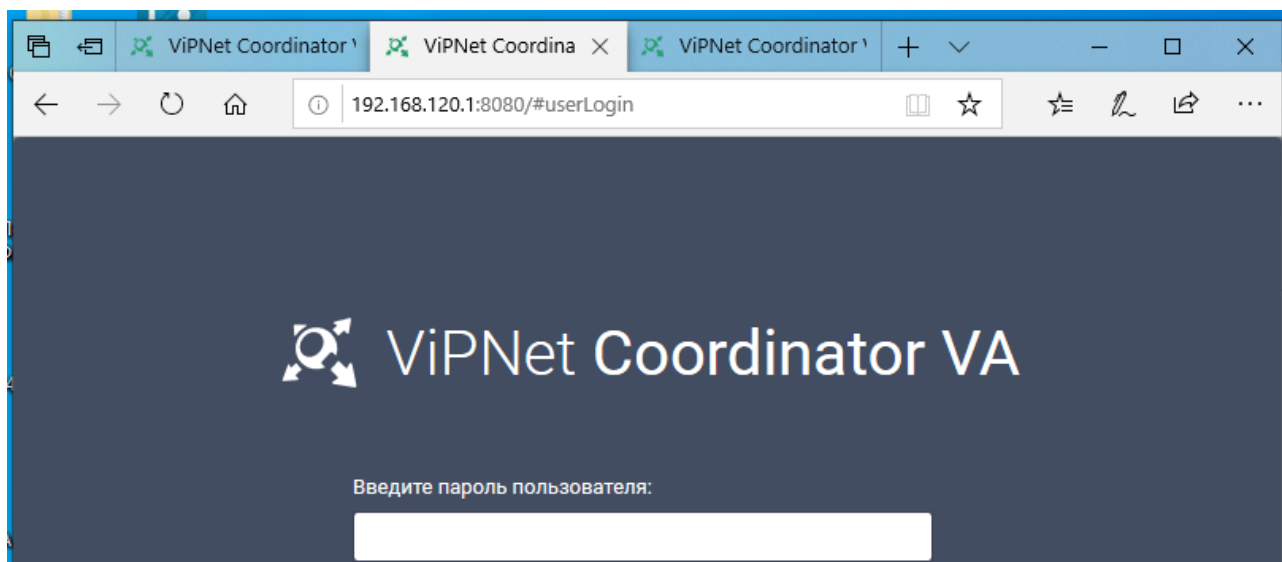 ViPNet Coordinator ViPNet Coordina ViPNet Coordinator
192.168.120.1:8080/#userLogin
ViPNet Coordinator VA
Введите пароль пользователя: